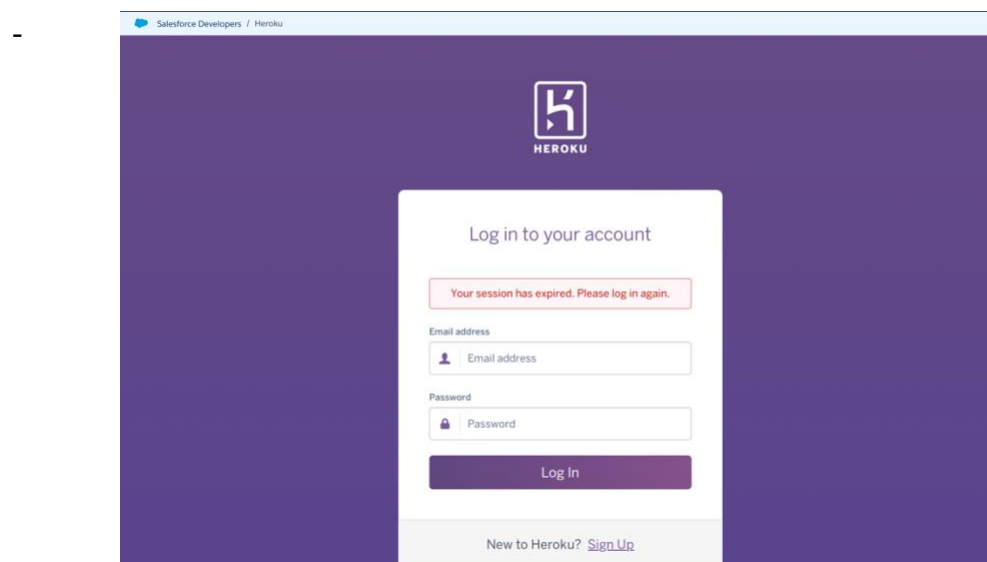 -
Salesforce Developers / Heroku
HEROKU
Log in to your account
Your session has expired. Please log in again.
Email address
Email address
Password
Password
Log In
New to Heroku? Sign Up